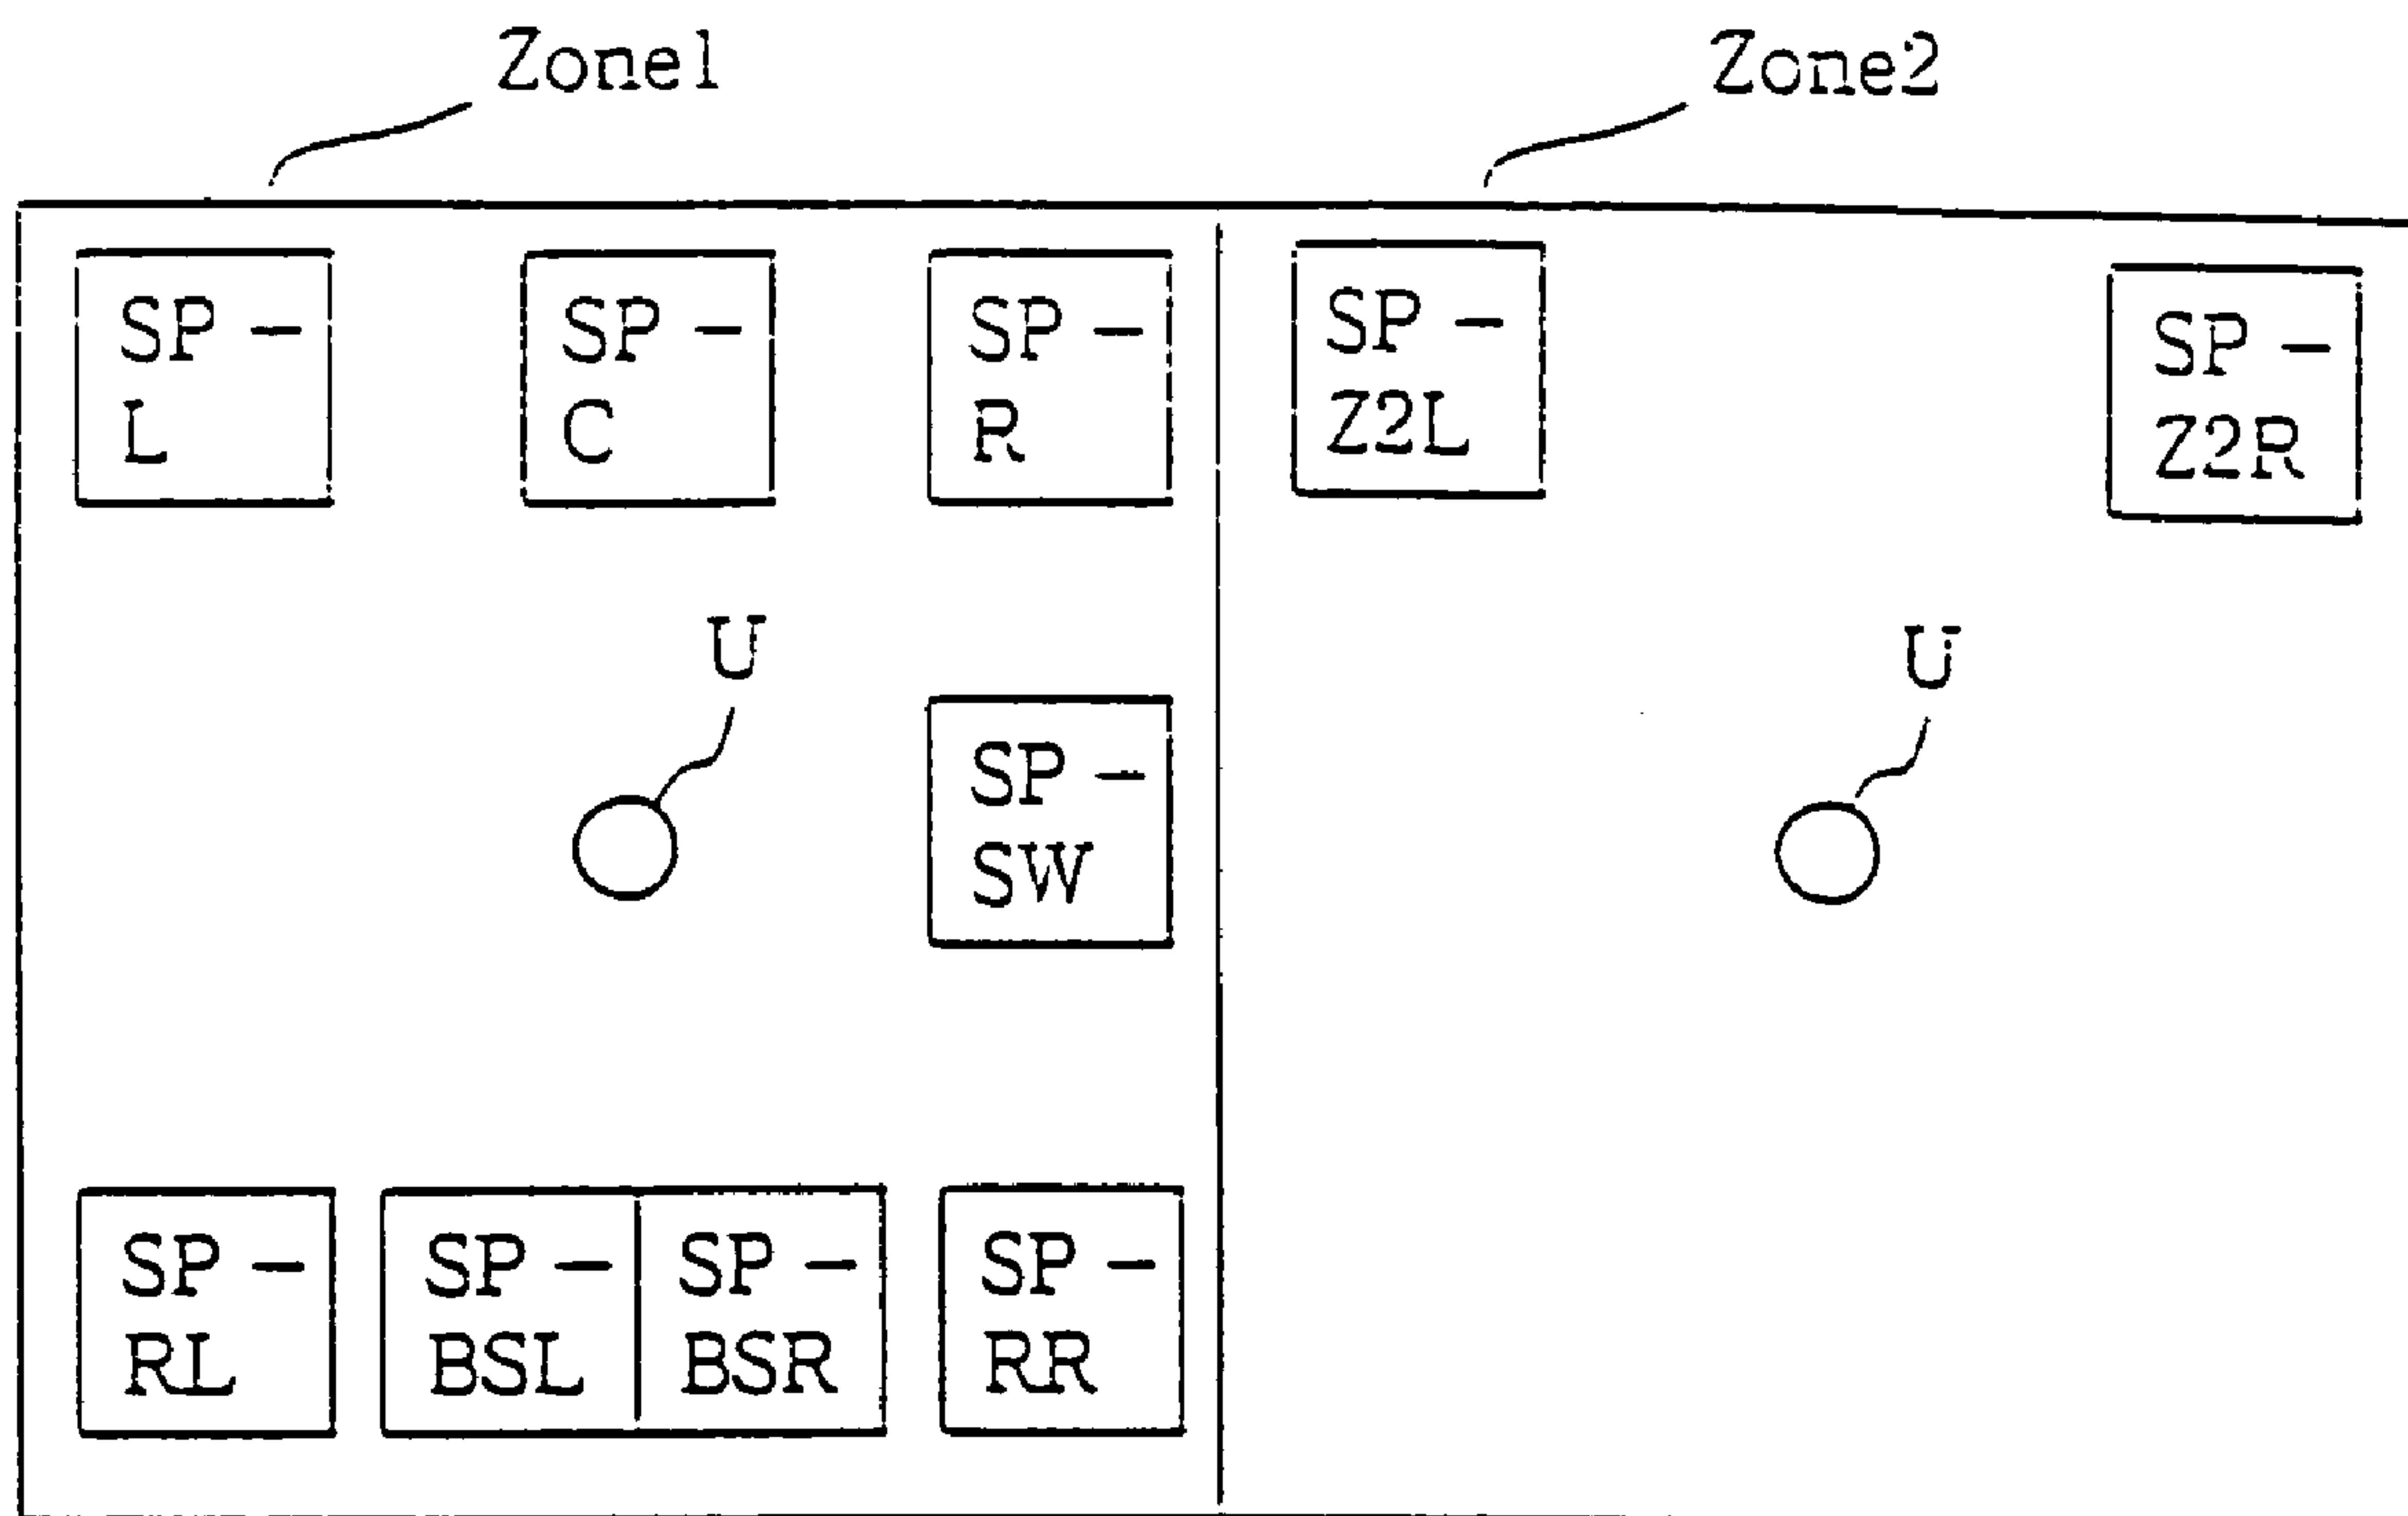 Zone1
Zone2
SP-
L
SP-
C
SP-
R
SP-
Z2L
SP-
Z2R
U
U
SP-
SW
SP-
RL
SP-
BSL
SP-
BSR
SP-
RR